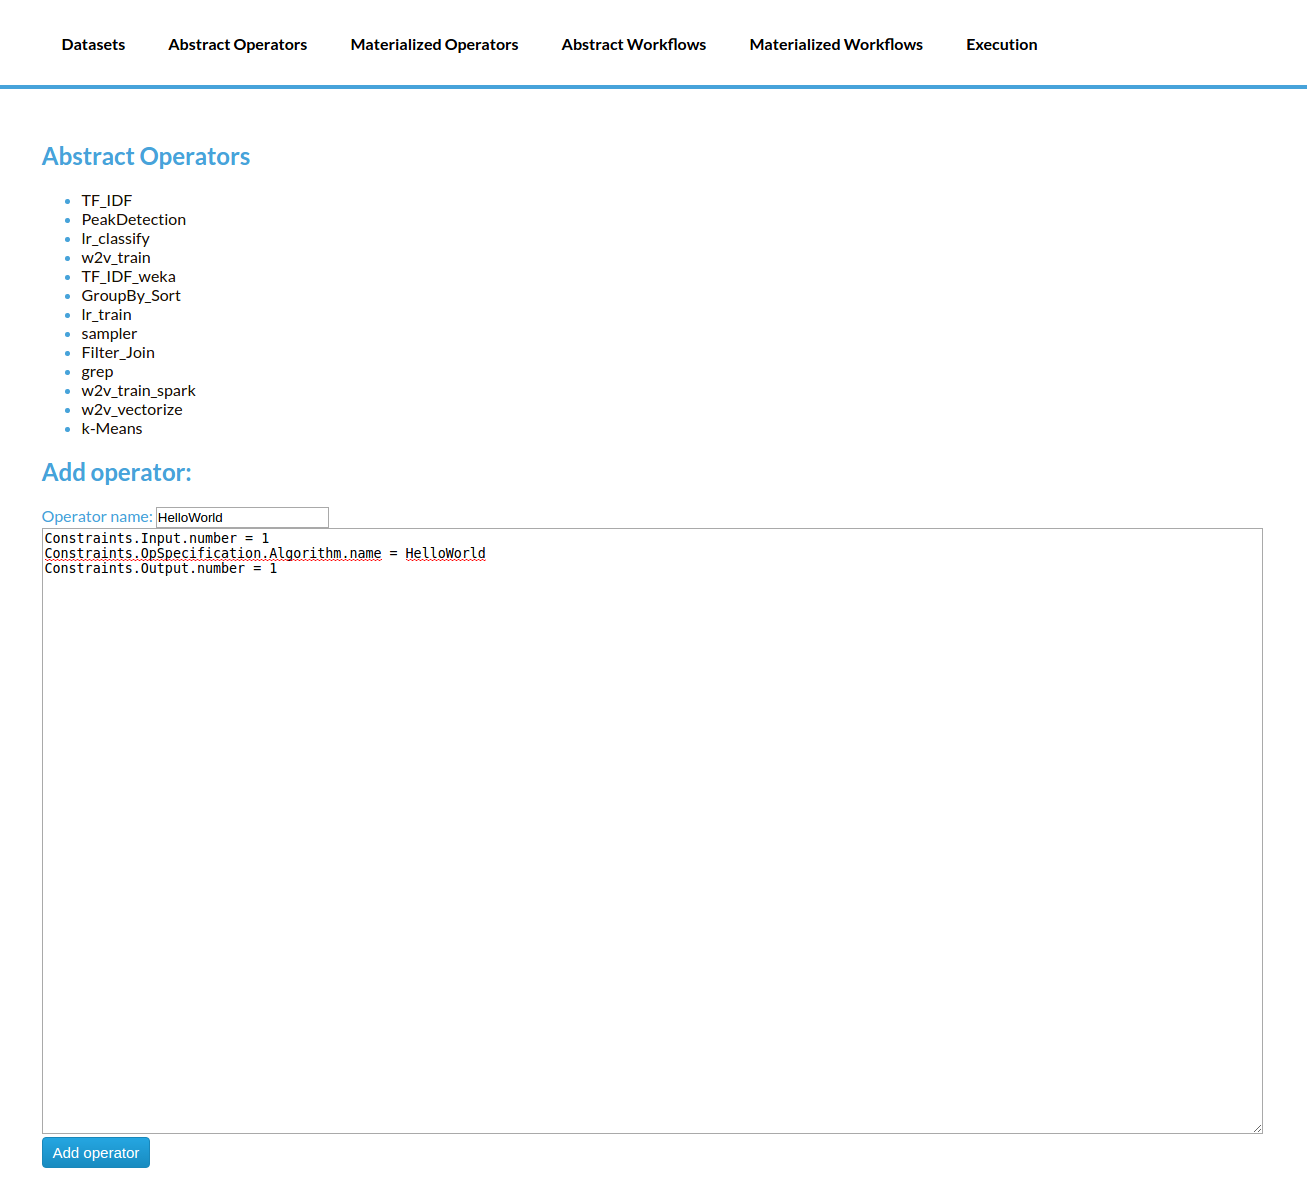 Datasets Abstract Operators Materialized Operators Abstract Workflows Materialized Workflows Execution
Abstract Operators
TF_IDF
PeakDetection
lr_classify
w2v_train
TF_IDF_weka
GroupBy_Sort
lr_train
sampler
Filter_Join
grep
w2v_train_spark
w2v_vectorize
k-Means
Add operator:
Operator name: HelloWorld
Constraints.Input.number = 1
Constraints.OpSpecification.Algorithm.name = HelloWorld
Constraints.Output.number = 1
Add operator